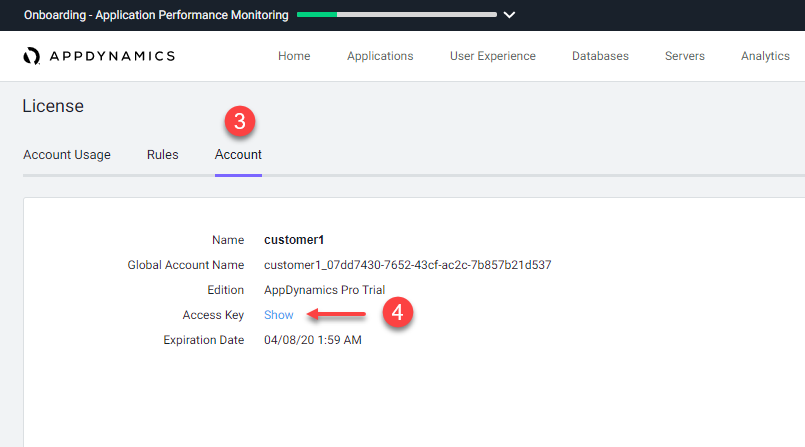 Onboarding - Application Performance Monitoring
APPDYNAMICS Home Applications User Experience Databases Servers Analytics
License
3
Account Usage Rules Account
Name customer1
Global Account Name customer1_07dd7430-7652-43cf-ac2c-7b857b21d537
Edition AppDynamics Pro Trial
Access Key Show 4
Expiration Date 04/08/20 1:59 AM